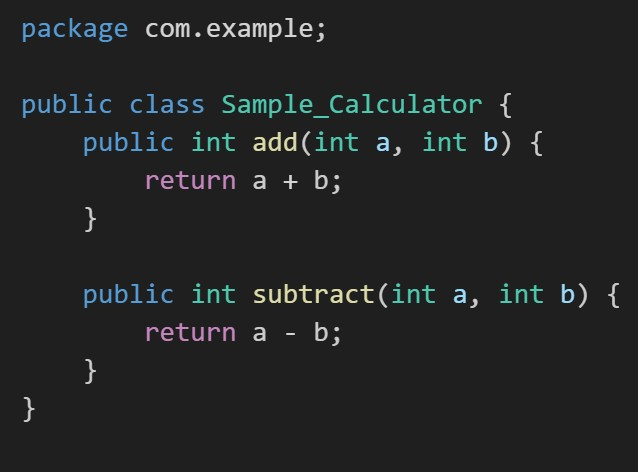 package com.example;
public class Sample_Calculator {
    public int add(int a, int b) {
        return a + b;
    }
    public int subtract(int a, int b) {
        return a - b;
    }
}